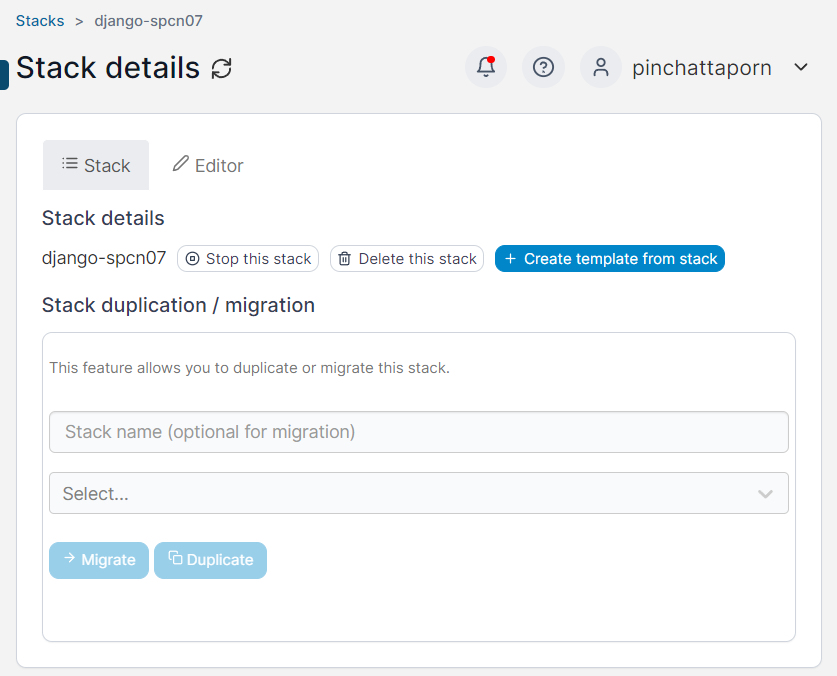 Stacks > django-spcn07
Stack details
pinchattaporn
Stack
Editor
Stack details
django-spcn07
Stop this stack
Delete this stack
+ Create template from stack
Stack duplication / migration
This feature allows you to duplicate or migrate this stack.
Stack name (optional for migration)
Select...
Migrate
Duplicate